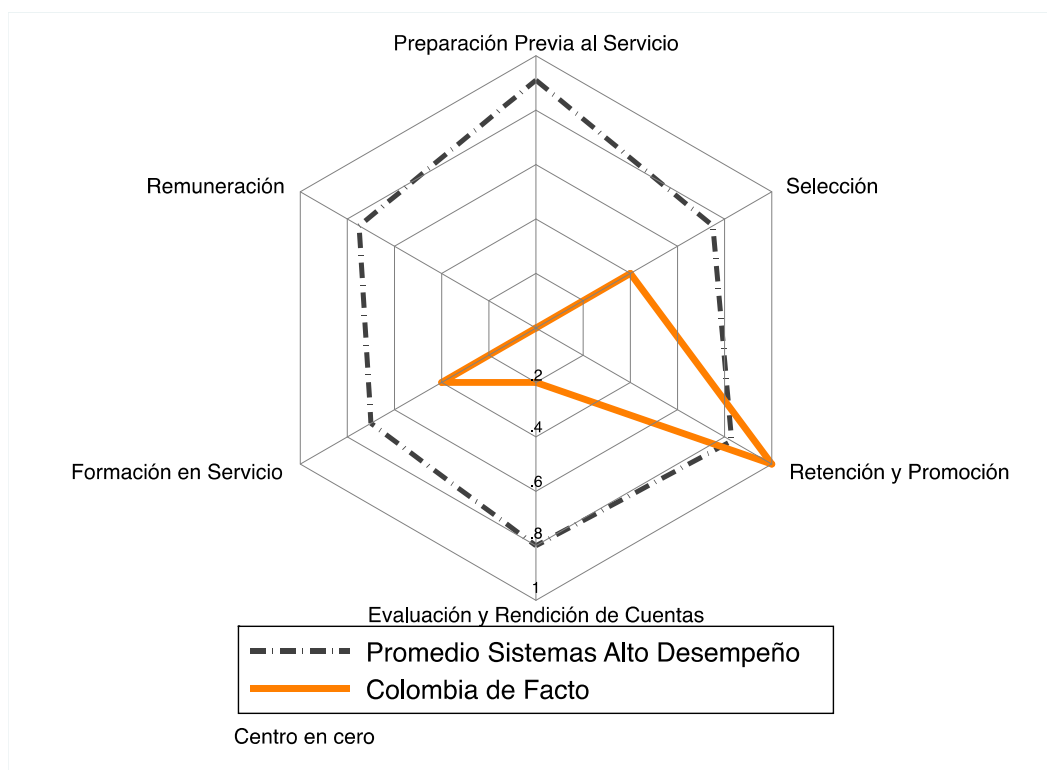 Preparación Previa al Servicio
Remuneración
Selección
.2
.4
Formación en Servicio
Retención y Promoción
.6
.8
1
Evaluación y Rendición de Cuentas
Promedio Sistemas Alto Desempeño
Colombia de Facto
Centro en cero